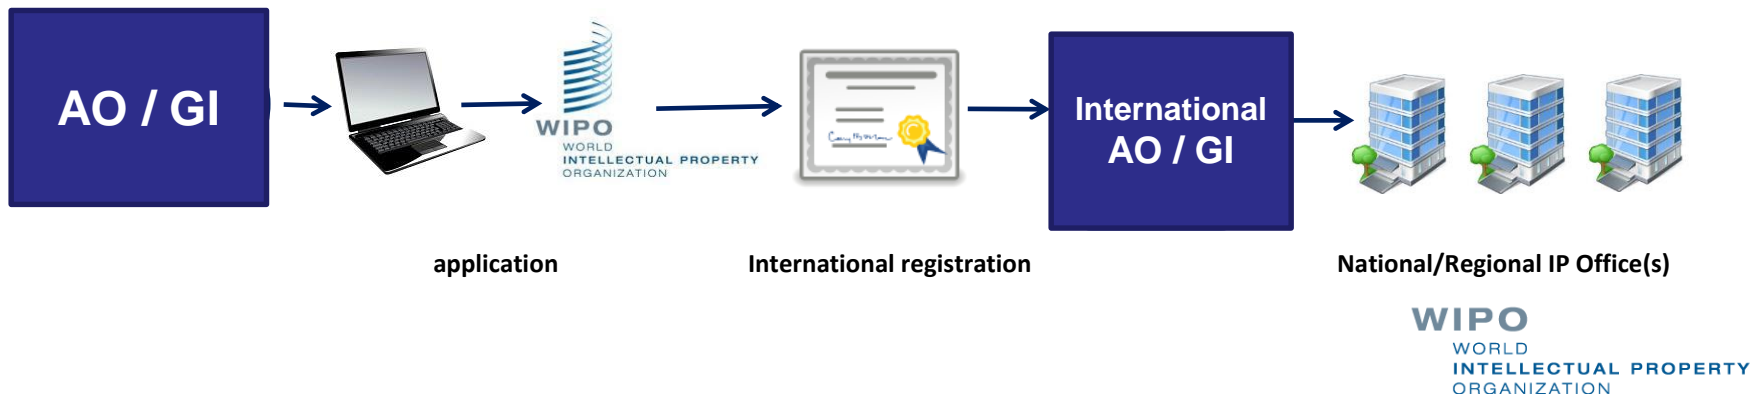 AO / GI
WIPO
WORLD
INTELLECTUAL PROPERTY
ORGANIZATION
International
AO / GI
application
International registration
National/Regional IP Office(s)
WIPO
WORLD
INTELLECTUAL PROPERTY
ORGANIZATION